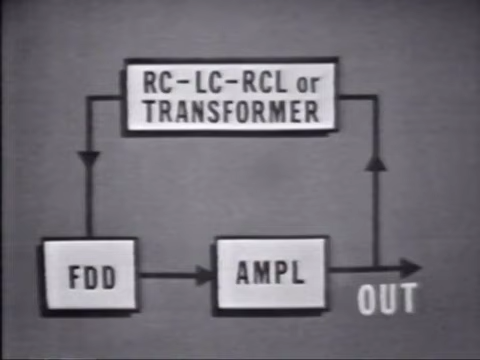 RC-LC-RCL or
TRANSFORMER
FDD
AMPL
OUT